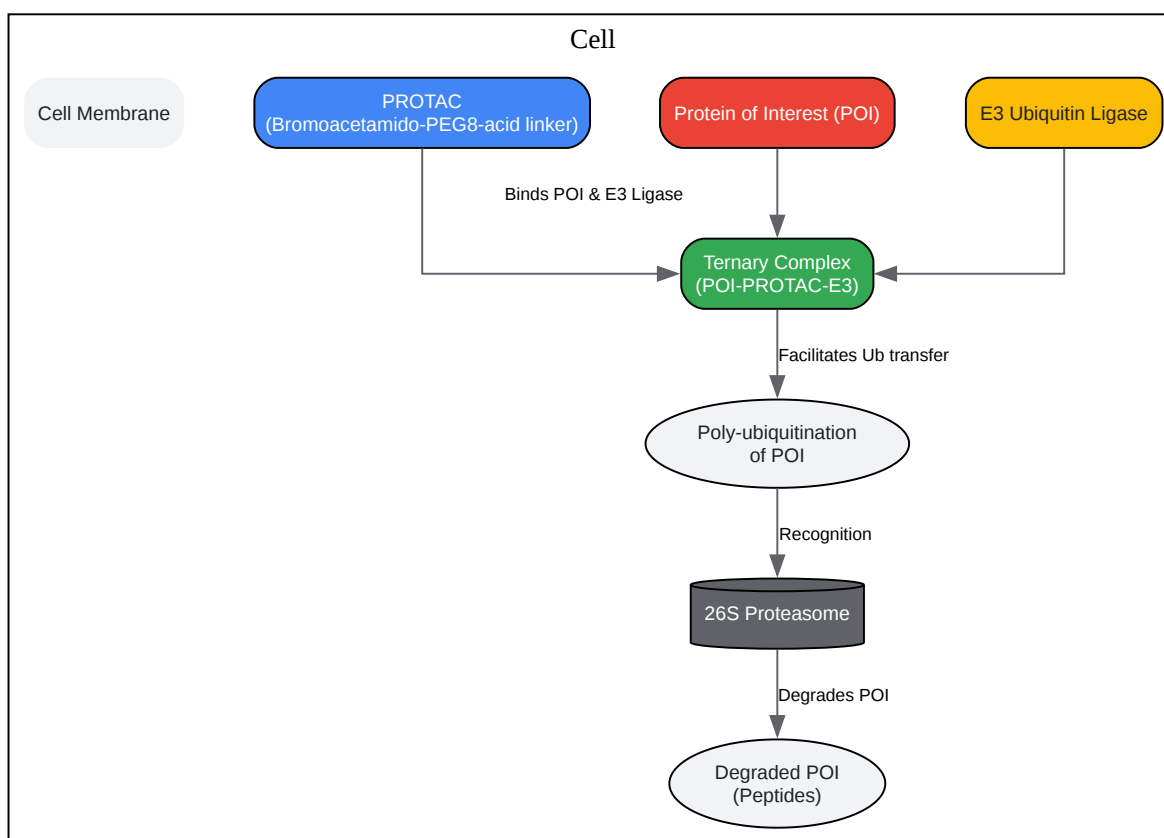 Cell
Cell Membrane
PROTAC
(Bromoacetamido-PEG8-acid linker)
Protein of Interest (POI)
E3 Ubiquitin Ligase
Binds POI & E3 Ligase
Ternary Complex
(POI-PROTAC-E3)
Facilitates Ub transfer
Poly-ubiquitination
of POI
Recognition
26S Proteasome
Degrades POI
Degraded POI
(Peptides)